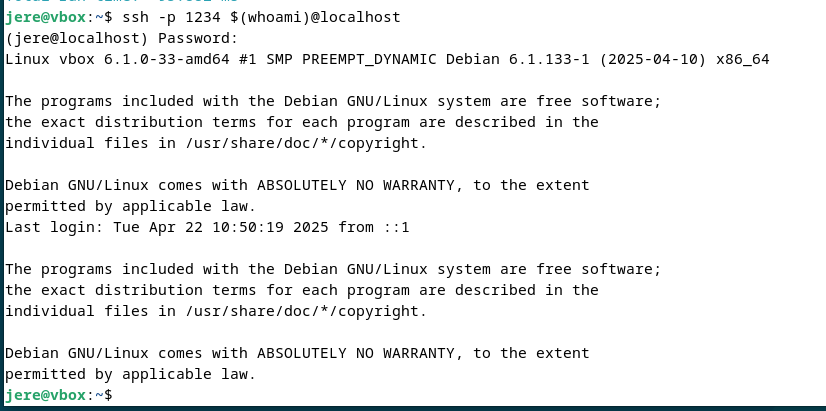 jere@vbox:~$ ssh -p 1234 $(whoami)@localhost
(jere@localhost) Password:
Linux vbox 6.1.0-33-amd64 #1 SMP PREEMPT_DYNAMIC Debian 6.1.133-1 (2025-04-10) x86_64

The programs included with the Debian GNU/Linux system are free software;
the exact distribution terms for each program are described in the
individual files in /usr/share/doc/*/copyright.

Debian GNU/Linux comes with ABSOLUTELY NO WARRANTY, to the extent
permitted by applicable law.
Last login: Tue Apr 22 10:50:19 2025 from ::1

The programs included with the Debian GNU/Linux system are free software;
the exact distribution terms for each program are described in the
individual files in /usr/share/doc/*/copyright.

Debian GNU/Linux comes with ABSOLUTELY NO WARRANTY, to the extent
permitted by applicable law.
jere@vbox:~$